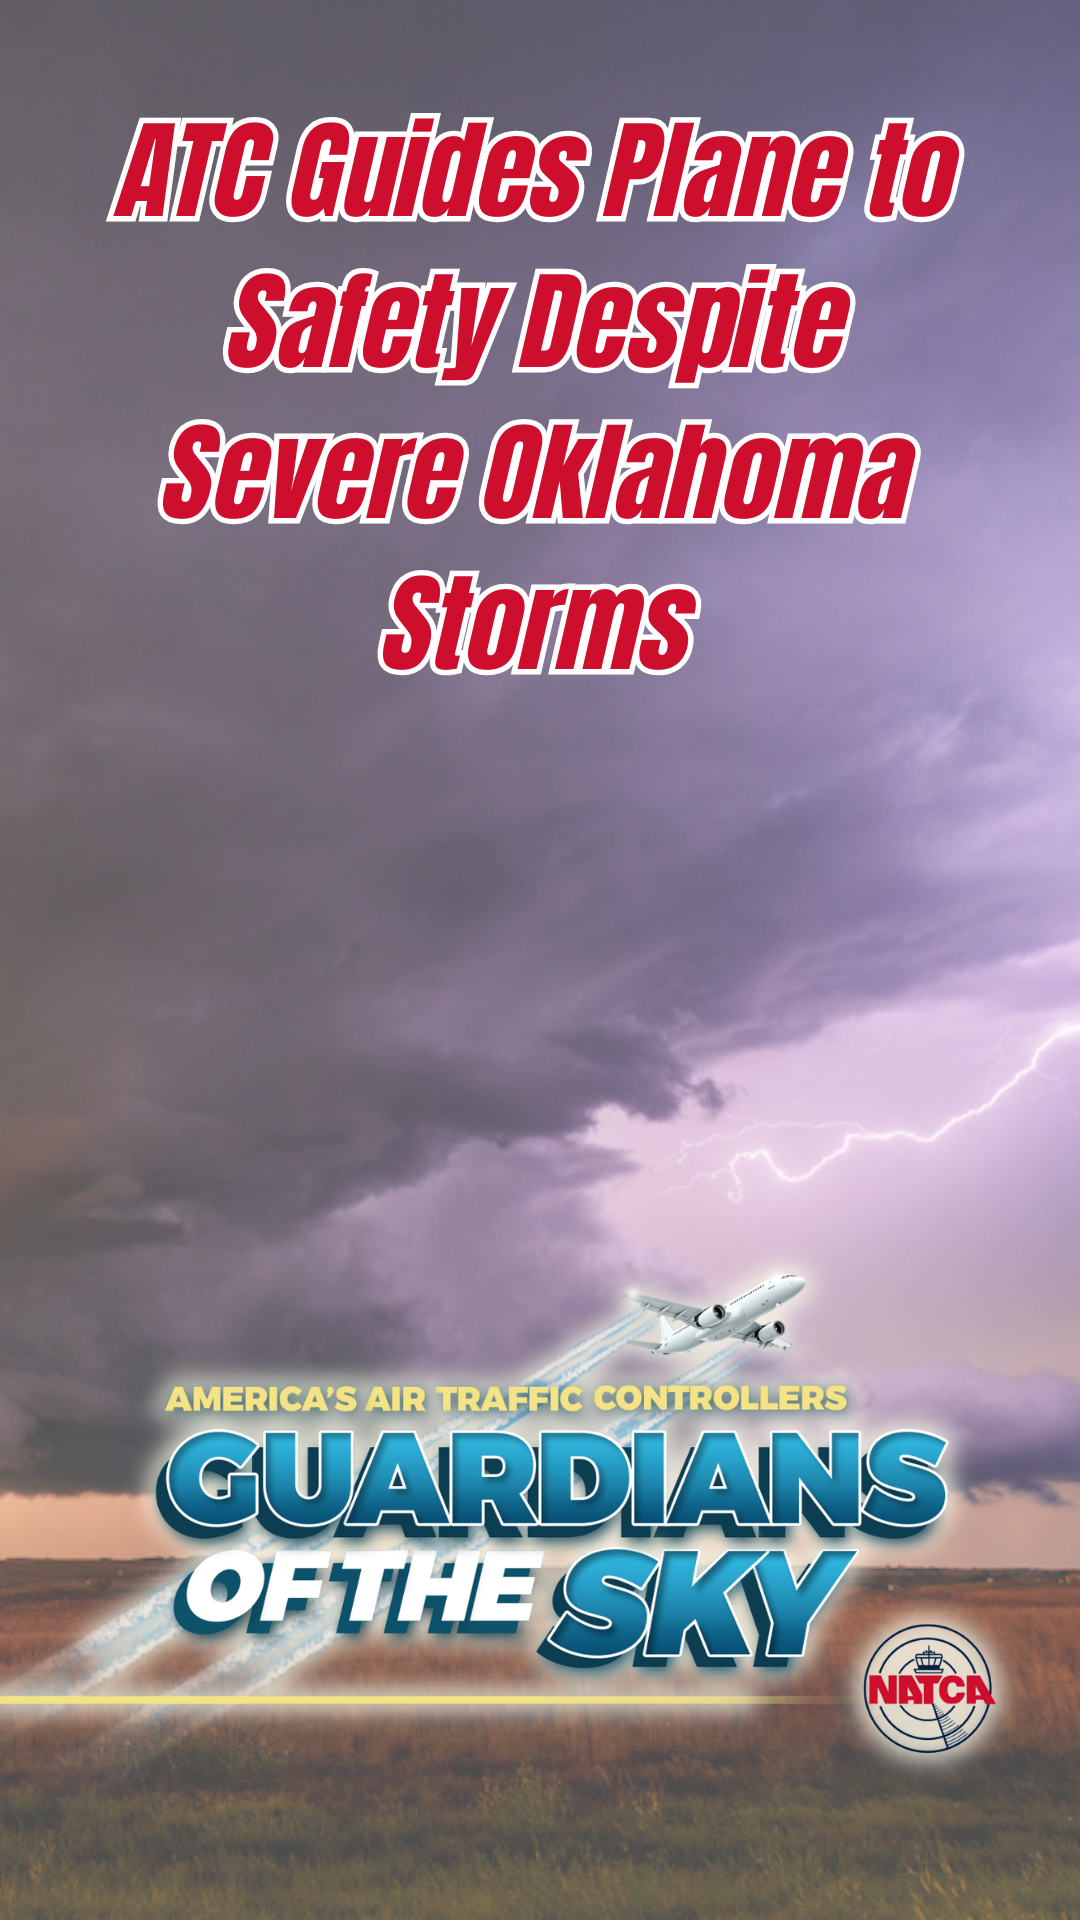 ATC Guides Plane to
Safety Despite
Severe Oklahoma
Storms
AMERICA'S AIR TRAFFIC CONTROLLERS
GUARDIANS
OF THE SKY
NATCA